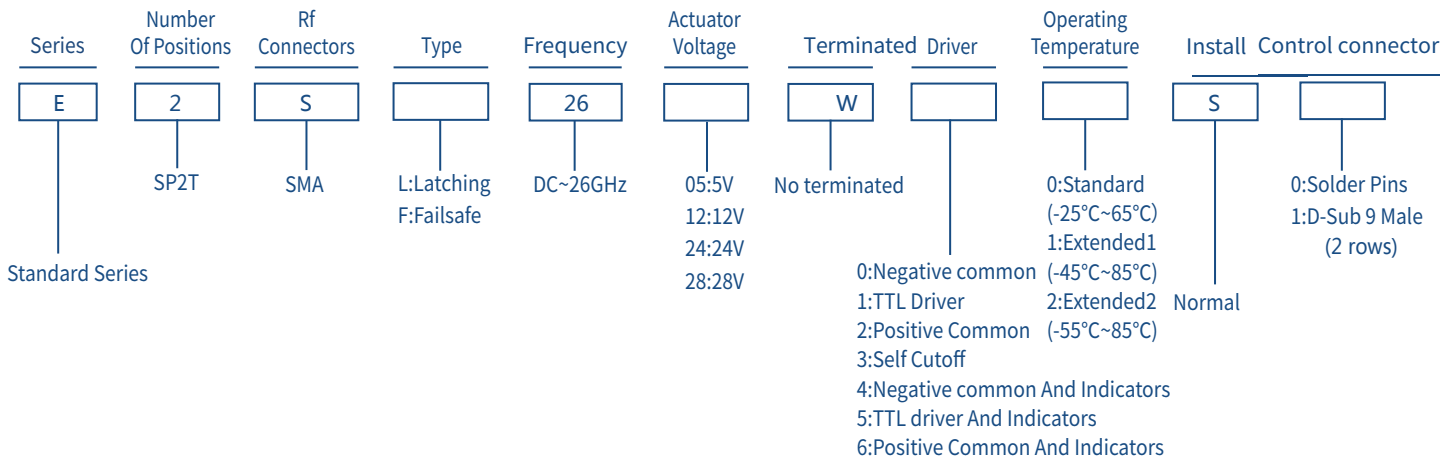 Series
Number
Of Positions
Rf
Connectors
Type
Frequency
Actuator
Voltage
Terminated
Driver
Operating
Temperature
Install
Control connector
E
2
S
26
W
S
Standard Series
SP2T
SMA
L:Latching
F:Failsafe
DC~26GHz
05:5V
12:12V
24:24V
28:28V
No terminated
0:Negative common
1:TTL Driver
2:Positive Common
3:Self Cutoff
4:Negative common And Indicators
5:TTL driver And Indicators
6:Positive Common And Indicators
0:Standard
(-25°C~65°C)
1:Extended1
(-45°C~85°C)
2:Extended2
(-55°C~85°C)
Normal
0:Solder Pins
1:D-Sub 9 Male
(2 rows)